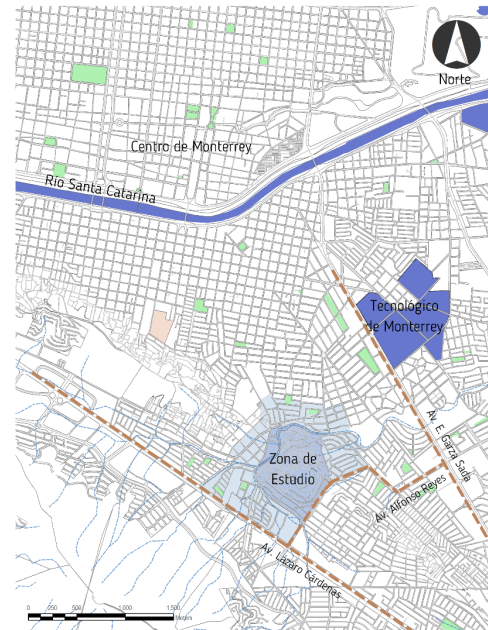 Norte
Centro de Monterrey
Río Santa Catarina
Tecnológico
de Monterrey
Av. E. Garza Sada
Zona de
Estudio
Av. Alfonso Reyes
Av. Lázaro Cárdenas
0 250 500 1,000 1,500
Metros